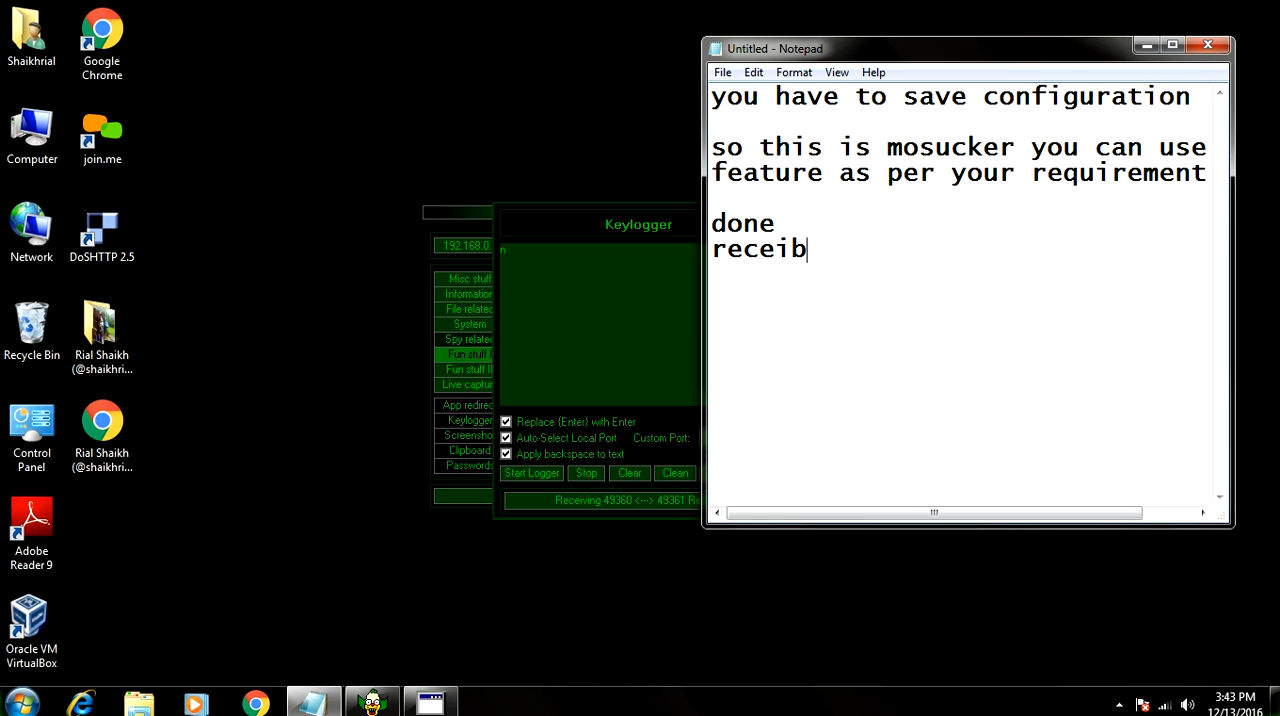 Shaikhrial
Google
Chrome
Computer
join.me
Network
DoSHTTP 2.5
Recycle Bin
Rial Shaikh
(@shaikhri...
Control
Panel
Rial Shaikh
(@shaikhri...
Adobe
Reader 9
Oracle VM
VirtualBox
192.168.0.
Misc stuff
Information
File related
System
Spy related
Fun stuff I
Fun stuff II
Live captur
App redirec
Keylogger
Screensho
Clipboard
Passwords
Keylogger
n
Replace {Enter} with Enter
Auto-Select Local Port Custom Port:
Apply backspace to text
Start Logger Stop Clear Clean
Receiving 49360 <---> 49361 Re
Untitled - Notepad
File Edit Format View Help
you have to save configuration
so this is mosucker you can use
feature as per your requirement
done
receib
3:43 PM
12/13/2016